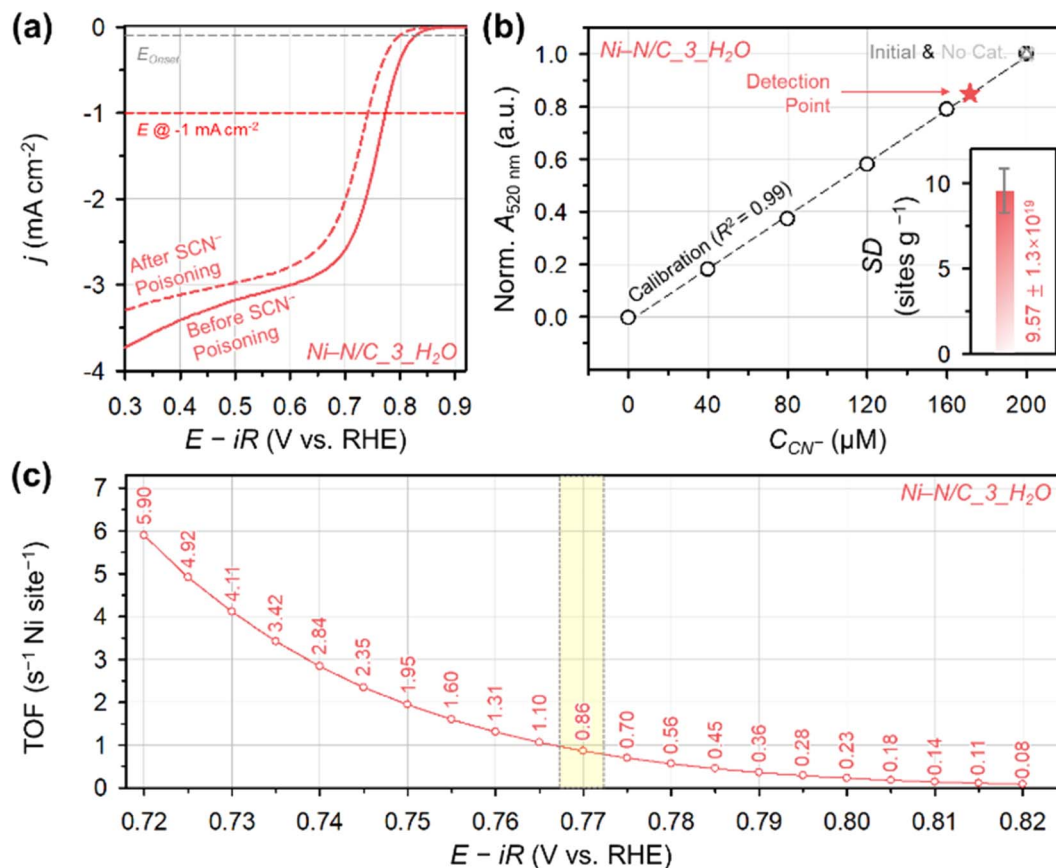 (a)
0
-1
-2
-3
-4
j (mA cm-2)
E_Onset
E @ -1 mA cm-2
After SCN⁻
Poisoning
Before SCN⁻
Poisoning
Ni–N/C_3_H₂O
0.3 0.4 0.5 0.6 0.7 0.8 0.9
E − iR (V vs. RHE)
(b)
Ni–N/C_3_H₂O
Initial & No Cat.
Detection
Point
1.0
0.8
0.6
0.4
0.2
0.0
Norm. A₅₂₀ nm (a.u.)
Calibration (R² = 0.99)
SD
(sites g⁻¹)
10
5
0
9.57 ± 1.3×10¹⁹
0 40 80 120 160 200
C_CN⁻ (µM)
(c)
Ni–N/C_3_H₂O
7
6
5
4
3
2
1
0
TOF (s⁻¹ Ni site⁻¹)
5.90 4.92 4.11 3.42 2.84 2.35 1.95 1.60 1.31 1.10 0.86 0.70 0.56 0.45 0.36 0.28 0.23 0.18 0.14 0.11 0.08
0.72 0.73 0.74 0.75 0.76 0.77 0.78 0.79 0.80 0.81 0.82
E − iR (V vs. RHE)